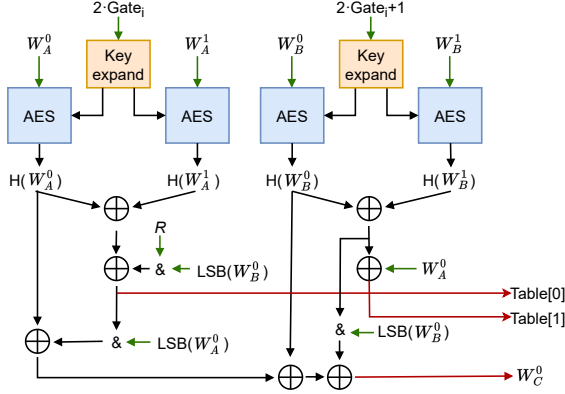 2·Gateᵢ
2·Gateᵢ+1
W_A^0
Key
expand
W_A^1
W_B^0
Key
expand
W_B^1
AES
AES
AES
AES
H(W_A^0)
H(W_A^1)
H(W_B^0)
H(W_B^1)
R
& LSB(W_B^0)
W_A^0
Table[0]
Table[1]
& LSB(W_A^0)
& LSB(W_B^0)
W_C^0